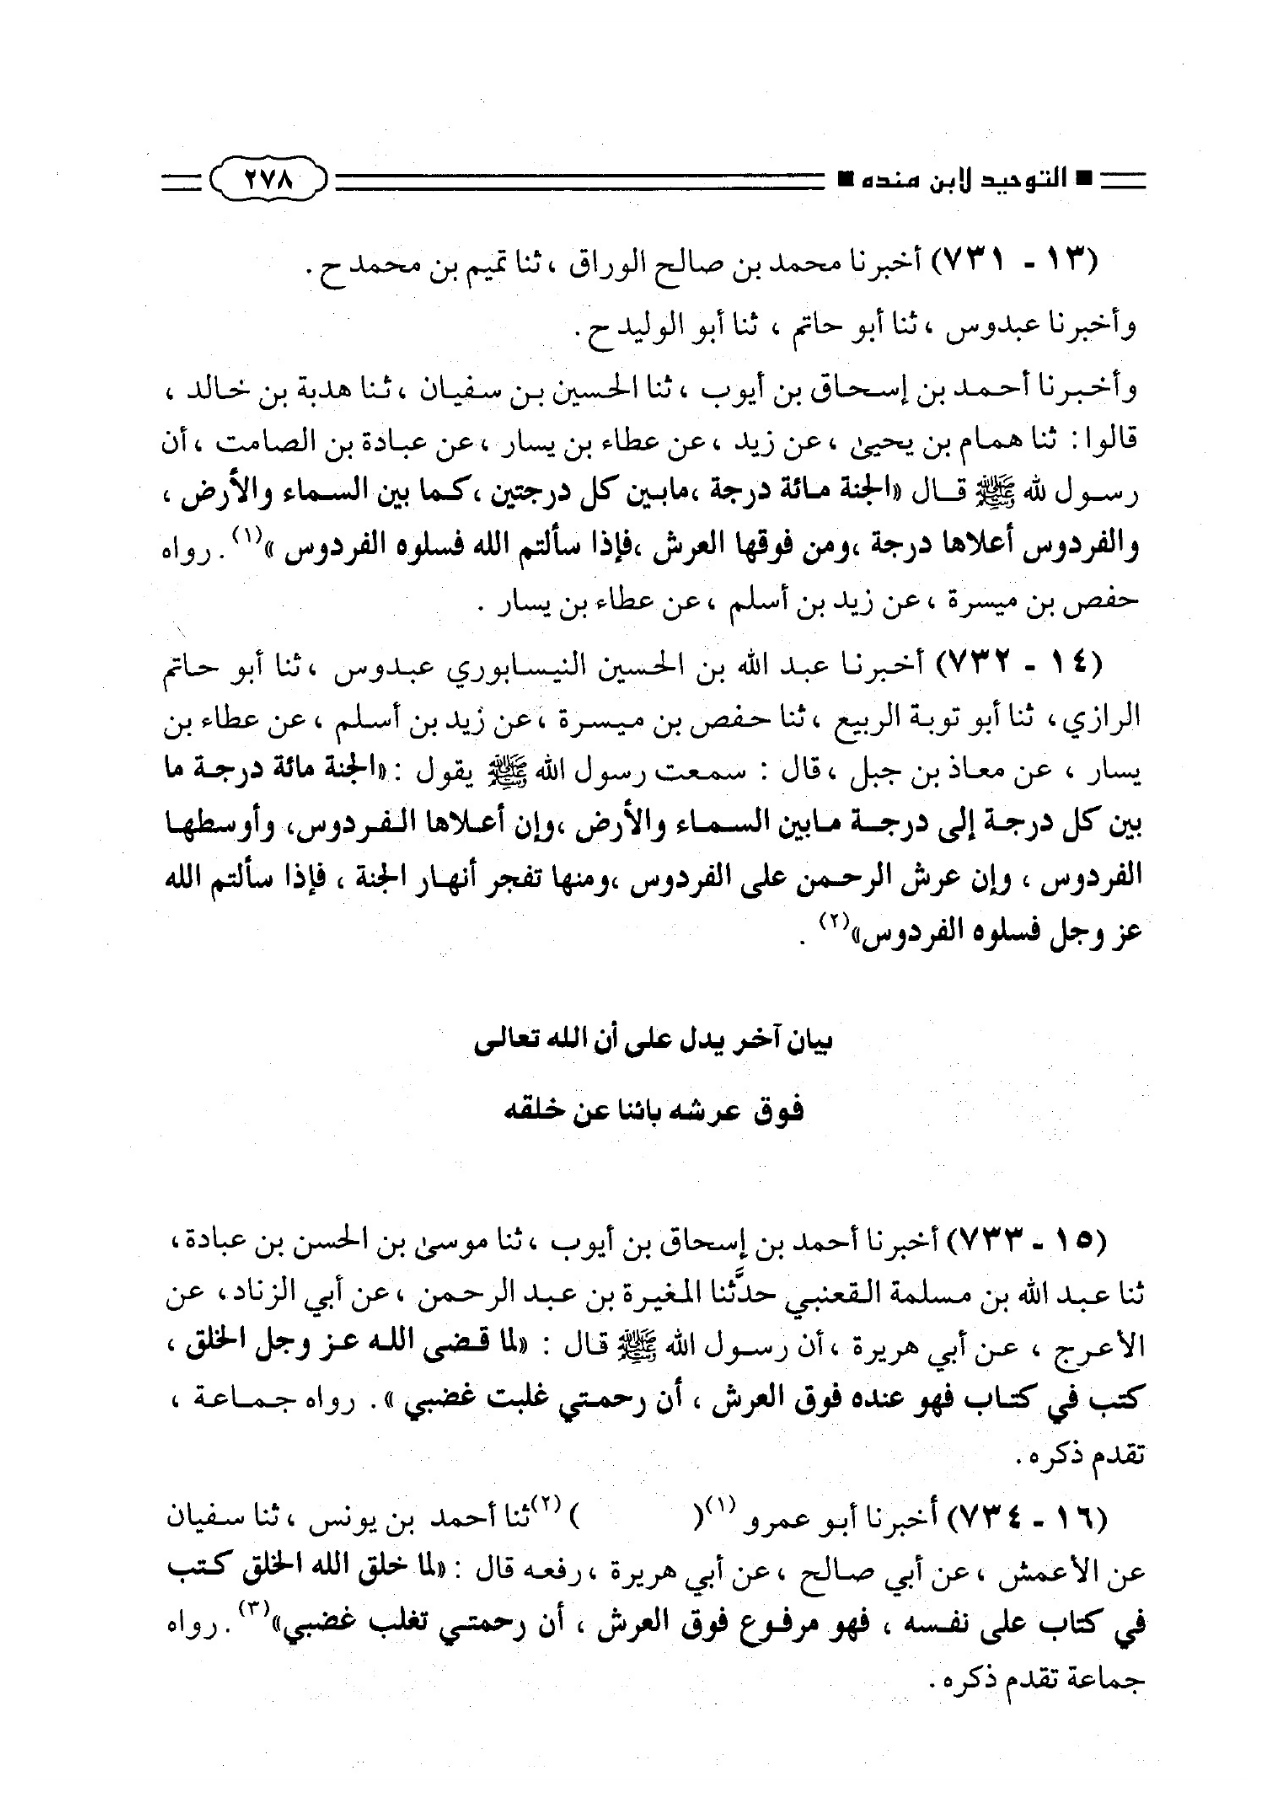 ■ التوحيد لابن منده ■ ٢٧٨
(١٣ - ٧٣١) أخبرنا محمد بن صالح الوراق ، ثنا تميم بن محمد ح .
وأخبرنا عبدوس ، ثنا أبو حاتم ، ثنا أبو الوليد ح .
وأخبرنا أحمد بن إسحاق بن أيوب ، ثنا الحسين بن سفيان ، ثنا هدبة بن خالد ،
قالوا : ثنا همام بن يحيىٰ ، عن زيد ، عن عطاء بن يسار ، عن عبادة بن الصامت ، أن
رسول لله ﷺ قال «الجنة مائة درجة ،مابين كل درجتين ،كما بين السماء والأرض ،
والفردوس أعلاها درجة ،ومن فوقها العرش ،فإذا سألتم الله فسلوه الفردوس »(١). رواه
حفص بن ميسرة ، عن زيد بن أسلم ، عن عطاء بن يسار .
(١٤ - ٧٣٢) أخبرنا عبد الله بن الحسين النيسابوري عبدوس ، ثنا أبو حاتم
الرازي، ثنا أبو توبة الربيع ، ثنا حفص بن ميسرة ، عن زيد بن أسلم ، عن عطاء بن
يسار ، عن معاذ بن جبل ، قال : سمعت رسول الله ﷺ يقول :«الجنة مائة درجة ما
بين كل درجة إلى درجة مابين السماء والأرض ،وإن أعلاها الفردوس، وأوسطها
الفردوس ، وإن عرش الرحمن على الفردوس ،ومنها تفجر أنهار الجنة ، فإذا سألتم الله
عز وجل فسلوه الفردوس»(٢) .
بيان آخر يدل على أن الله تعالى
فوق عرشه بائنا عن خلقه
(١٥ - ٧٣٣) أخبرنا أحمد بن إسحاق بن أيوب ، ثنا موسىٰ بن الحسن بن عبادة،
ثنا عبد الله بن مسلمة القعنبي حدَّثنا المغيرة بن عبد الرحمن ، عن أبي الزناد، عن
الأعرج ، عن أبي هريرة ، أن رسول الله ﷺ قال : «لما قضى الله عز وجل الخلق ،
كتب في كتاب فهو عنده فوق العرش ، أن رحمتي غلبت غضبي ». رواه جماعة ،
تقدم ذكره .
(١٦ - ٧٣٤) أخبرنا أبو عمرو (١)( )(٢)ثنا أحمد بن يونس ، ثنا سفيان
عن الأعمش ، عن أبي صالح ، عن أبي هريرة ، رفعه قال :«لما خلق الله الخلق كتب
في كتاب على نفسه ، فهو مرفوع فوق العرش ، أن رحمتي تغلب غضبي»(٣). رواه
جماعة تقدم ذكره .